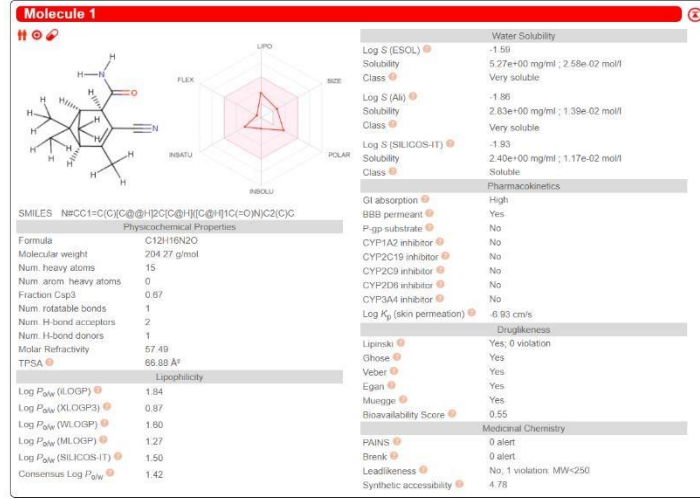 Molecule 1
LIPO
FLEX
SIZE
INSATU
POLAR
INSOLU
H
H
N
H
O
H
H
H
H
N
H
H
CH₃
SMILES N#CC1=C(C)[C@@H]2C[C@H]([C@H]1C(=O)N)C2(C)C
Physicochemical Properties
Formula C12H16N2O
Molecular weight 204.27 g/mol
Num. heavy atoms 15
Num. arom. heavy atoms 0
Fraction Csp3 0.67
Num. rotatable bonds 1
Num. H-bond acceptors 2
Num. H-bond donors 1
Molar Refractivity 57.49
TPSA 66.88 Å²
Lipophilicity
Log Po/w (iLOGP) 1.84
Log Po/w (XLOGP3) 0.87
Log Po/w (WLOGP) 1.60
Log Po/w (MLOGP) 1.27
Log Po/w (SILICOS-IT) 1.50
Consensus Log Po/w 1.42
Water Solubility
Log S (ESOL) -1.59
Solubility 5.27e+00 mg/ml ; 2.58e-02 mol/l
Class Very soluble
Log S (Ali) -1.86
Solubility 2.83e+00 mg/ml ; 1.39e-02 mol/l
Class Very soluble
Log S (SILICOS-IT) -1.93
Solubility 2.40e+00 mg/ml ; 1.17e-02 mol/l
Class Soluble
Pharmacokinetics
GI absorption High
BBB permeant Yes
P-gp substrate No
CYP1A2 inhibitor No
CYP2C19 inhibitor No
CYP2C9 inhibitor No
CYP2D6 inhibitor No
CYP3A4 inhibitor No
Log Kp (skin permeation) -6.93 cm/s
Druglikeness
Lipinski Yes; 0 violation
Ghose Yes
Veber Yes
Egan Yes
Muegge Yes
Bioavailability Score 0.55
Medicinal Chemistry
PAINS 0 alert
Brenk 0 alert
Leadlikeness No; 1 violation: MW<250
Synthetic accessibility 4.78